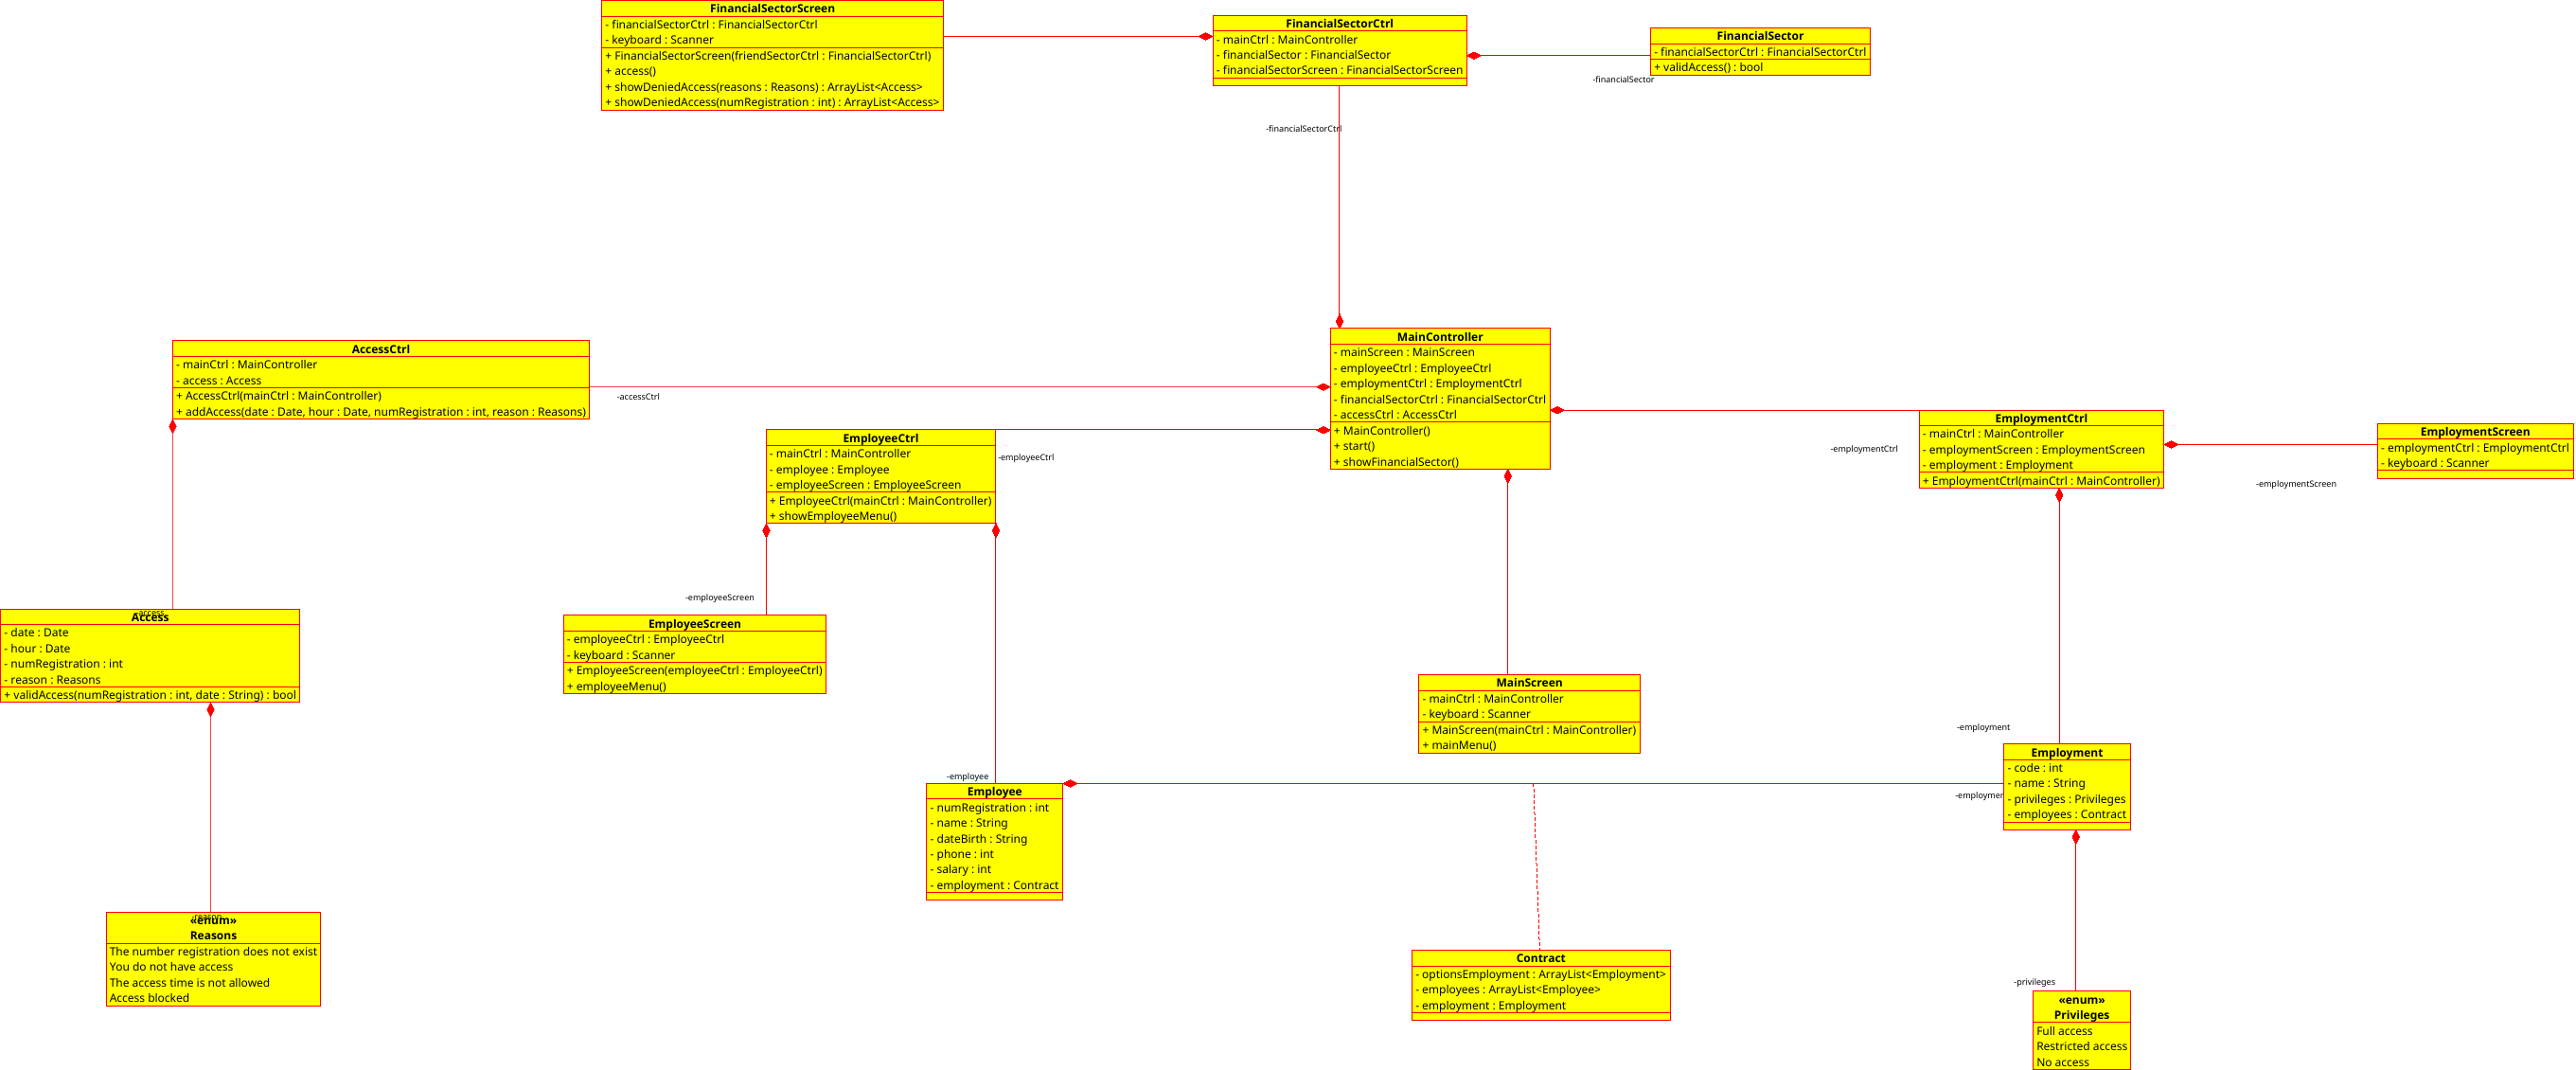 FinancialSectorScreen
- financialSectorCtrl : FinancialSectorCtrl
- keyboard : Scanner
+ FinancialSectorScreen(friendSectorCtrl : FinancialSectorCtrl)
+ access()
+ showDeniedAccess(reasons : Reasons) : ArrayList<Access>
+ showDeniedAccess(numRegistration : int) : ArrayList<Access>
FinancialSectorCtrl
- mainCtrl : MainController
- financialSector : FinancialSector
- financialSectorScreen : FinancialSectorScreen
FinancialSector
- financialSectorCtrl : FinancialSectorCtrl
+ validAccess() : bool
-financialSector
-financialSectorCtrl
AccessCtrl
- mainCtrl : MainController
- access : Access
+ AccessCtrl(mainCtrl : MainController)
+ addAccess(date : Date, hour : Date, numRegistration : int, reason : Reasons)
-accessCtrl
MainController
- mainScreen : MainScreen
- employeeCtrl : EmployeeCtrl
- employmentCtrl : EmploymentCtrl
- financialSectorCtrl : FinancialSectorCtrl
- accessCtrl : AccessCtrl
+ MainController()
+ start()
+ showFinancialSector()
EmployeeCtrl
- mainCtrl : MainController
- employee : Employee
- employeeScreen : EmployeeScreen
+ EmployeeCtrl(mainCtrl : MainController)
+ showEmployeeMenu()
-employeeCtrl
-employmentCtrl
EmploymentCtrl
- mainCtrl : MainController
- employmentScreen : EmploymentScreen
- employment : Employment
+ EmploymentCtrl(mainCtrl : MainController)
EmploymentScreen
- employmentCtrl : EmploymentCtrl
- keyboard : Scanner
-employmentScreen
-access
Access
- date : Date
- hour : Date
- numRegistration : int
- reason : Reasons
+ validAccess(numRegistration : int, date : String) : bool
-employeeScreen
EmployeeScreen
- employeeCtrl : EmployeeCtrl
- keyboard : Scanner
+ EmployeeScreen(employeeCtrl : EmployeeCtrl)
+ employeeMenu()
MainScreen
- mainCtrl : MainController
- keyboard : Scanner
+ MainScreen(mainCtrl : MainController)
+ mainMenu()
-employment
Employment
- code : int
- name : String
- privileges : Privileges
- employees : Contract
-employee
Employee
- numRegistration : int
- name : String
- dateBirth : String
- phone : int
- salary : int
- employment : Contract
-employmen
-reason
«enum»
Reasons
The number registration does not exist
You do not have access
The access time is not allowed
Access blocked
Contract
- optionsEmployment : ArrayList<Employment>
- employees : ArrayList<Employee>
- employment : Employment
-privileges
«enum»
Privileges
Full access
Restricted access
No access